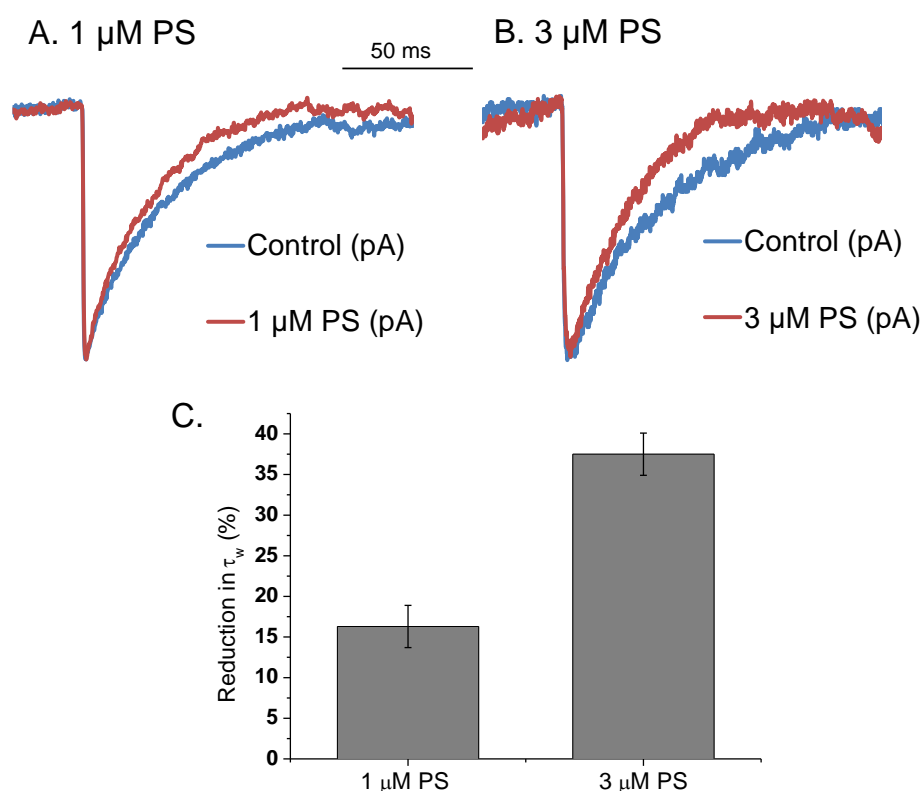 A. 1 µM PS
B. 3 µM PS
50 ms
Control (pA)
1 µM PS (pA)
Control (pA)
3 µM PS (pA)
C.
Reduction in τw (%)
40
35
30
25
20
15
10
5
0
1 µM PS
3 µM PS